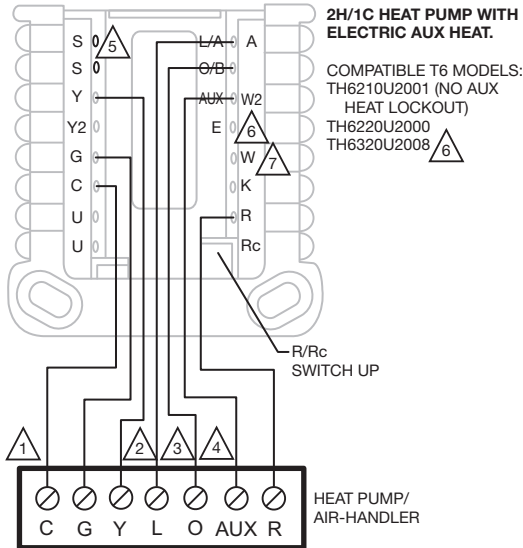 2H/1C HEAT PUMP WITH
ELECTRIC AUX HEAT.
COMPATIBLE T6 MODELS:
TH6210U2001 (NO AUX
HEAT LOCKOUT)
TH6220U2000
TH6320U2008 6
S 5
S
Y
Y2
G
C
U
U
L/A A
O/B
AUX W2
E 6
W 7
K
R
Rc
R/Rc
SWITCH UP
1
2
3
4
C G Y L O AUX R
HEAT PUMP/
AIR-HANDLER